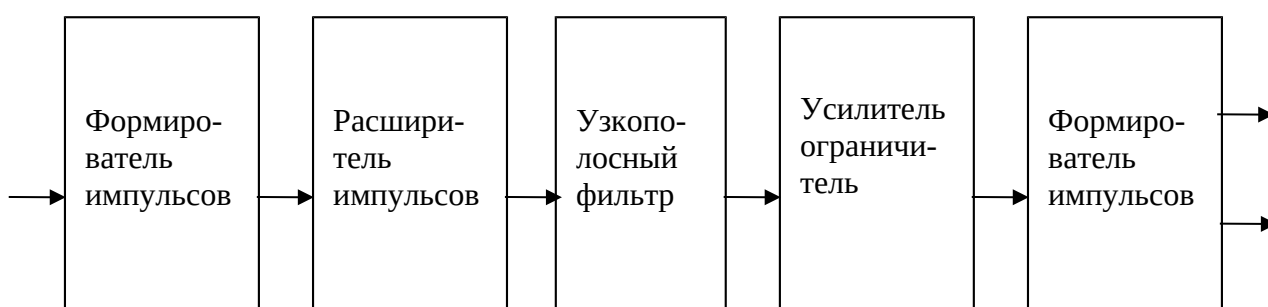 Формиро-
ватель
импульсов
Расшири-
тель
импульсов
Узкопо-
лосный
фильтр
Усилитель
ограничи-
тель
Формиро-
ватель
импульсов